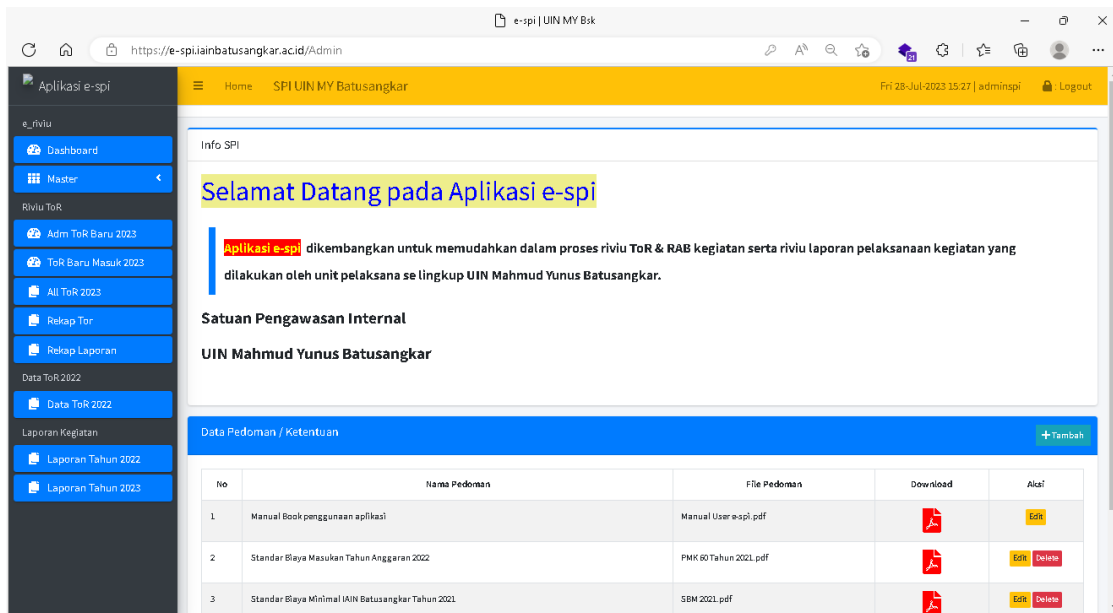 e-spi | UIN MY Bsk
https://e-spi.iainbatusangkar.ac.id/Admin
21
Aplikasi e-spi
Home SPI UIN MY Batusangkar
Fri 28-Jul-2023 15:27 | adminspi : Logout
e_riviu
Dashboard
Master
Riviu ToR
Adm ToR Baru 2023
ToR Baru Masuk 2023
All ToR 2023
Rekap Tor
Rekap Laporan
Data ToR 2022
Data ToR 2022
Laporan Kegiatan
Laporan Tahun 2022
Laporan Tahun 2023
Info SPI
Selamat Datang pada Aplikasi e-spi
Aplikasi e-spi dikembangkan untuk memudahkan dalam proses riviu ToR & RAB kegiatan serta riviu laporan pelaksanaan kegiatan yang
dilakukan oleh unit pelaksana se lingkup UIN Mahmud Yunus Batusangkar.
Satuan Pengawasan Internal
UIN Mahmud Yunus Batusangkar
Data Pedoman / Ketentuan
+ Tambah
No Nama Pedoman File Pedoman Download Aksi
1 Manual Book penggunaan aplikasi Manual User e-spi.pdf Edit
2 Standar Biaya Masukan Tahun Anggaran 2022 PMK 60 Tahun 2021.pdf Edit Delete
3 Standar Biaya Minimal IAIN Batusangkar Tahun 2021 SBM 2021.pdf Edit Delete